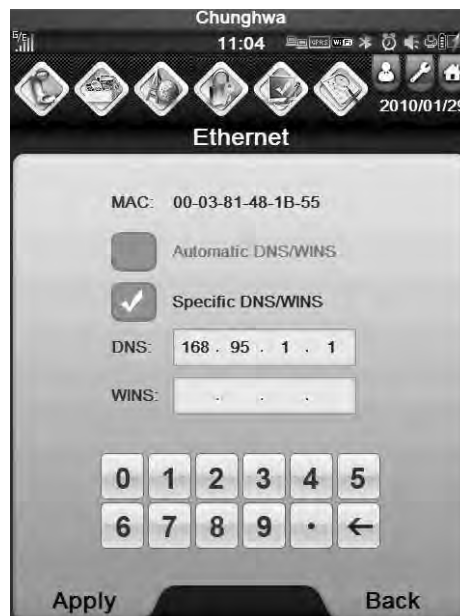 Chunghwa
11:04
2010/01/29
Ethernet
MAC: 00-03-81-48-1B-55
Automatic DNS/WINS
Specific DNS/WINS
DNS: 168 . 95 . 1 . 1
WINS: . . .
0 1 2 3 4 5
6 7 8 9 . ←
Apply Back